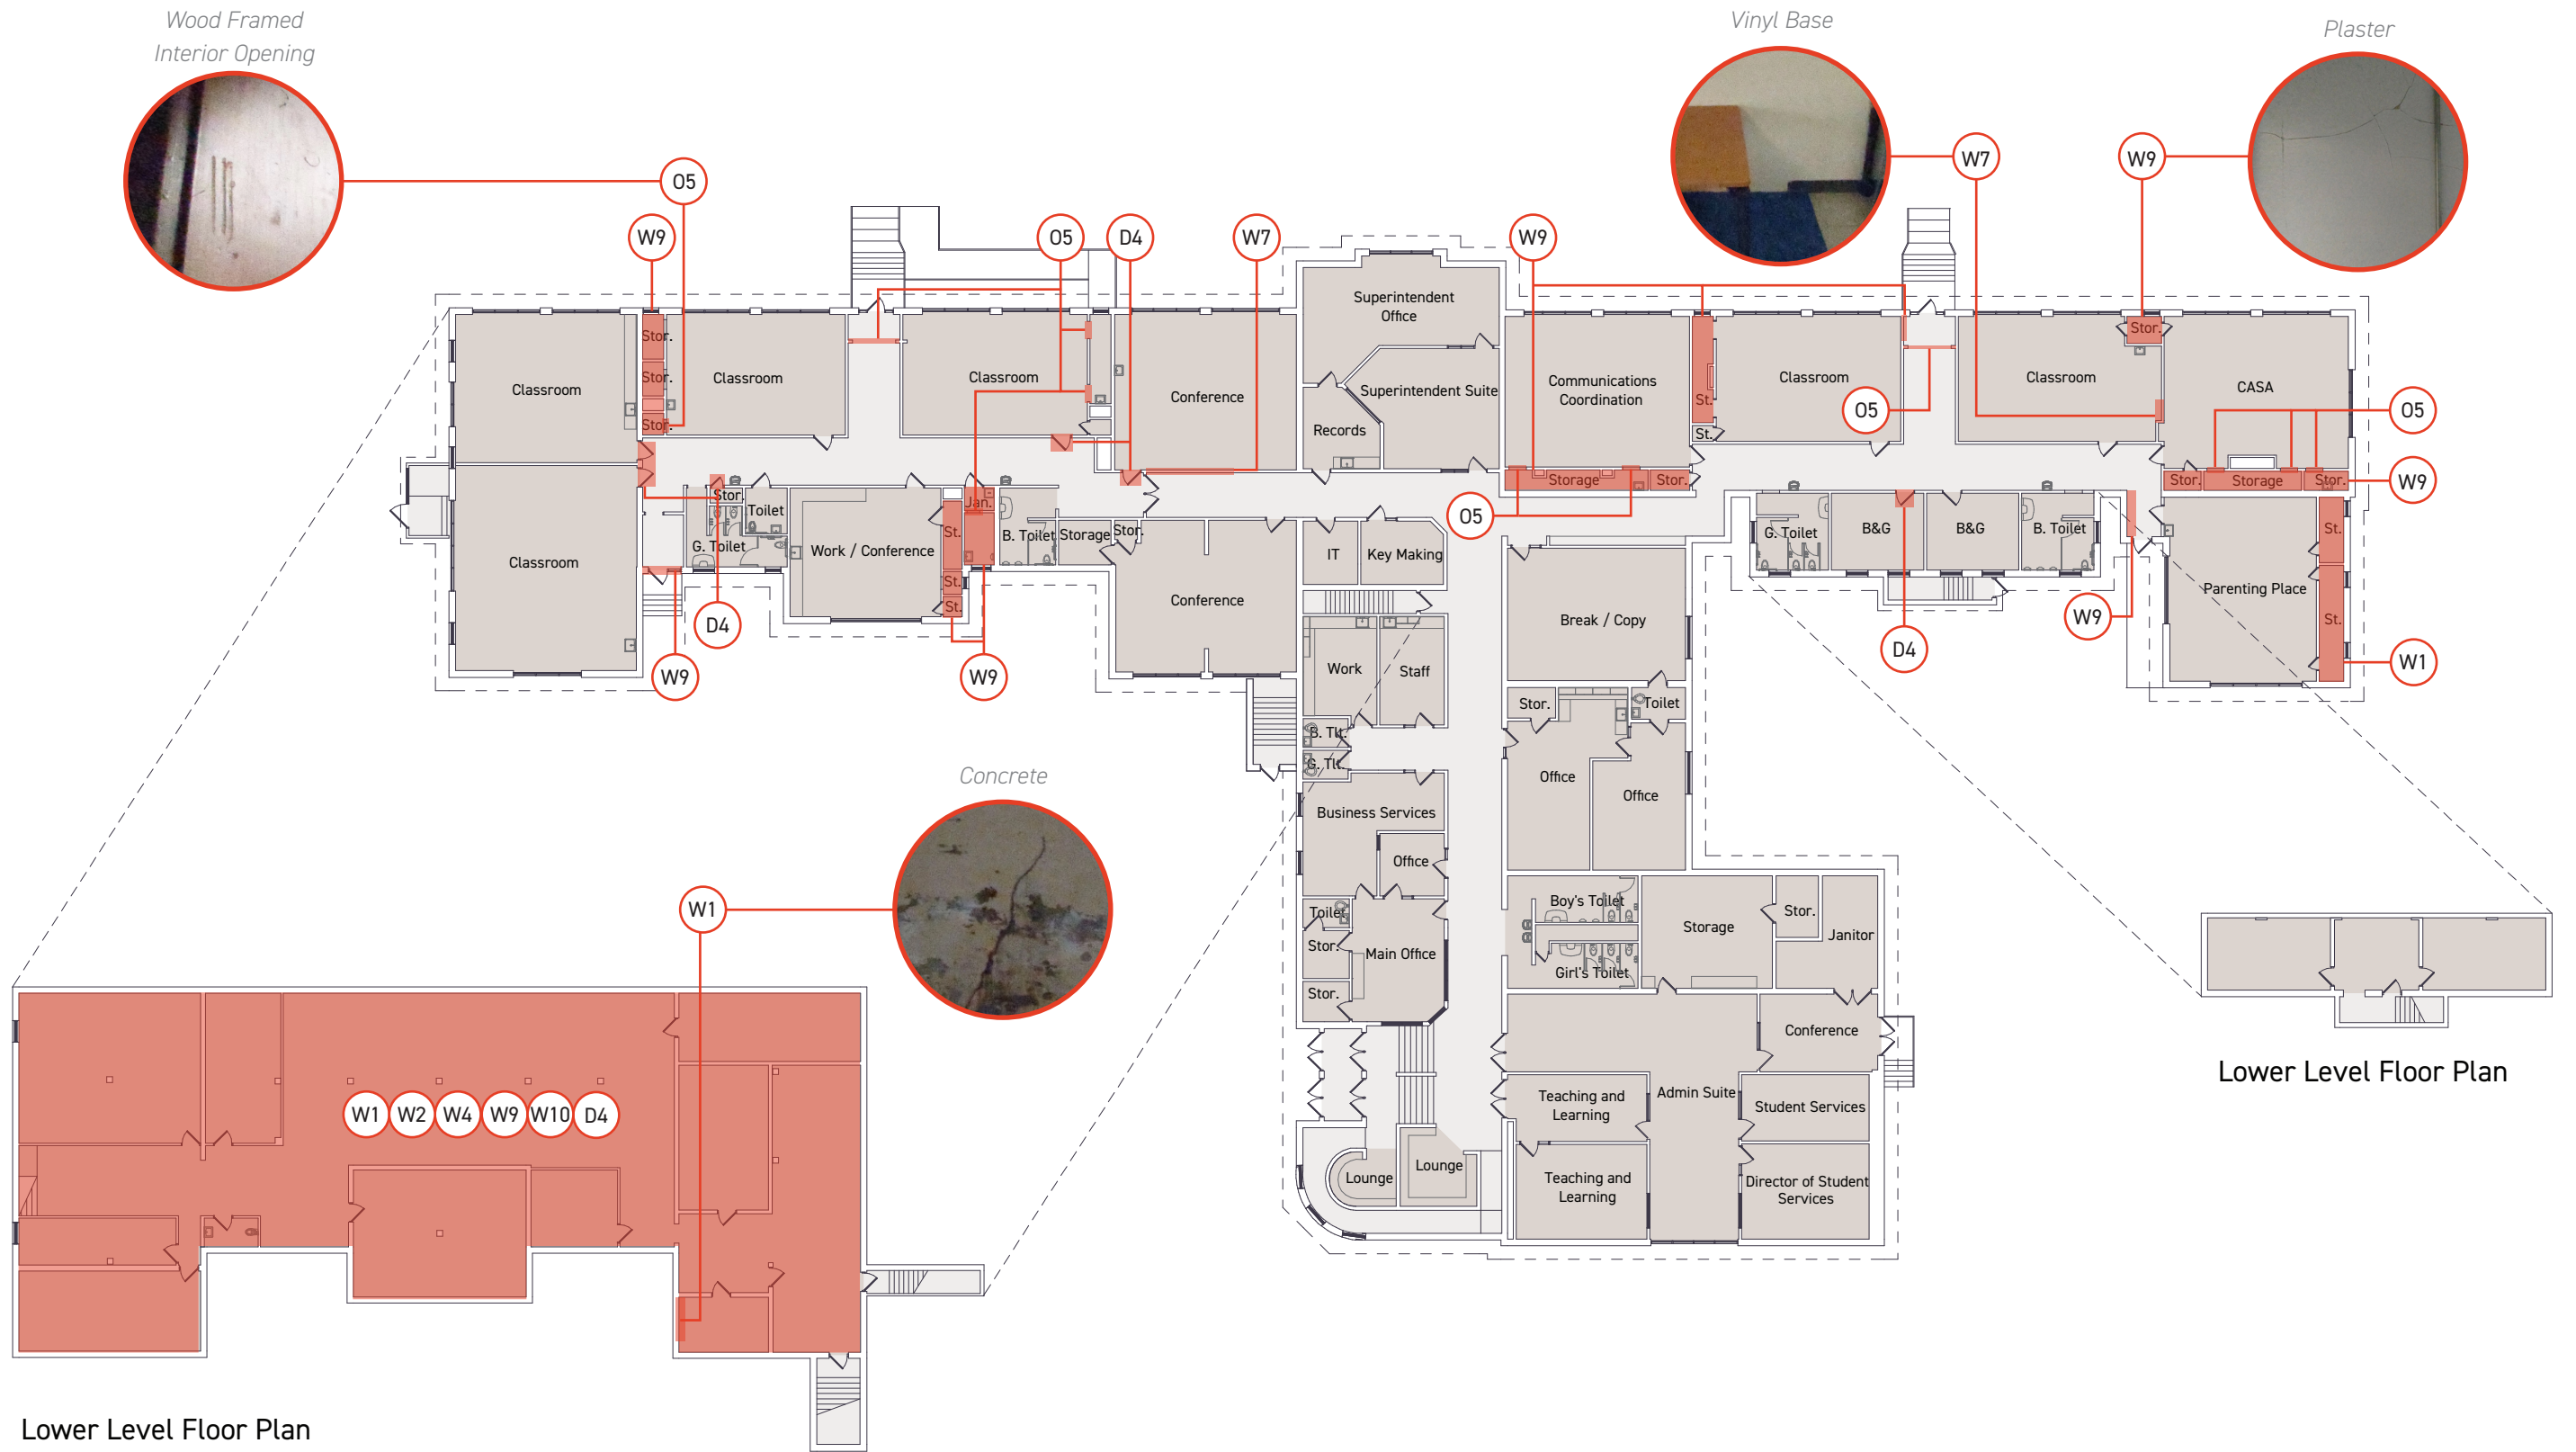 Wood Framed
Interior Opening
Vinyl Base
Plaster
O5
W9
O5
D4
W7
W9
W7
W9
Superintendent
Office
Stor.
Stor.
Stor.
Classroom
Classroom
Classroom
Conference
Superintendent Suite
Records
Communications
Coordination
St.
St.
Classroom
O5
Classroom
Stor.
CASA
O5
Classroom
Stor.
Toilet
G. Toilet
Work / Conference
Jan.
St.
St.
St.
B. Toilet
Storage
Stor.
Conference
IT
Key Making
O5
Storage
Stor.
G. Toilet
B&G
B&G
B. Toilet
Stor.
Storage
Stor.
W9
St.
St.
Parenting Place
W9
D4
W9
D4
W9
W1
Break / Copy
Work
Staff
Stor.
Toilet
B. Tlt.
G. Tlt.
Office
Office
Business Services
Office
Concrete
W1
Toilet
Stor.
Stor.
Main Office
Boy's Toilet
Girl's Toilet
Storage
Stor.
Janitor
Conference
Admin Suite
Teaching and
Learning
Student Services
Teaching and
Learning
Director of Student
Services
Lounge
Lounge
W1
W2
W4
W9
W10
D4
Lower Level Floor Plan
Lower Level Floor Plan